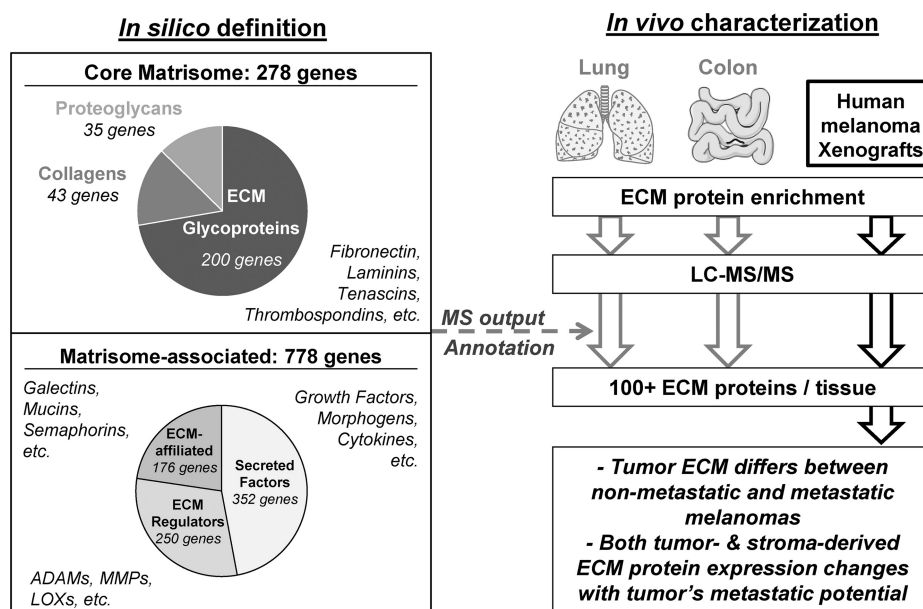 In silico definition
Core Matrisome: 278 genes
Proteoglycans
35 genes
Collagens
43 genes
ECM
Glycoproteins
200 genes
Fibronectin,
Laminins,
Tenascins,
Thrombospondins, etc.
Matrisome-associated: 778 genes
Galectins,
Mucins,
Semaphorins,
etc.
Growth Factors,
Morphogens,
Cytokines,
etc.
ECM-
affiliated
176 genes
Secreted
Factors
352 genes
ECM
Regulators
250 genes
ADAMs, MMPs,
LOXs, etc.
MS output
Annotation
In vivo characterization
Lung
Colon
Human
melanoma
Xenografts
ECM protein enrichment
LC-MS/MS
100+ ECM proteins / tissue
- Tumor ECM differs between
non-metastatic and metastatic
melanomas
- Both tumor- & stroma-derived
ECM protein expression changes
with tumor's metastatic potential